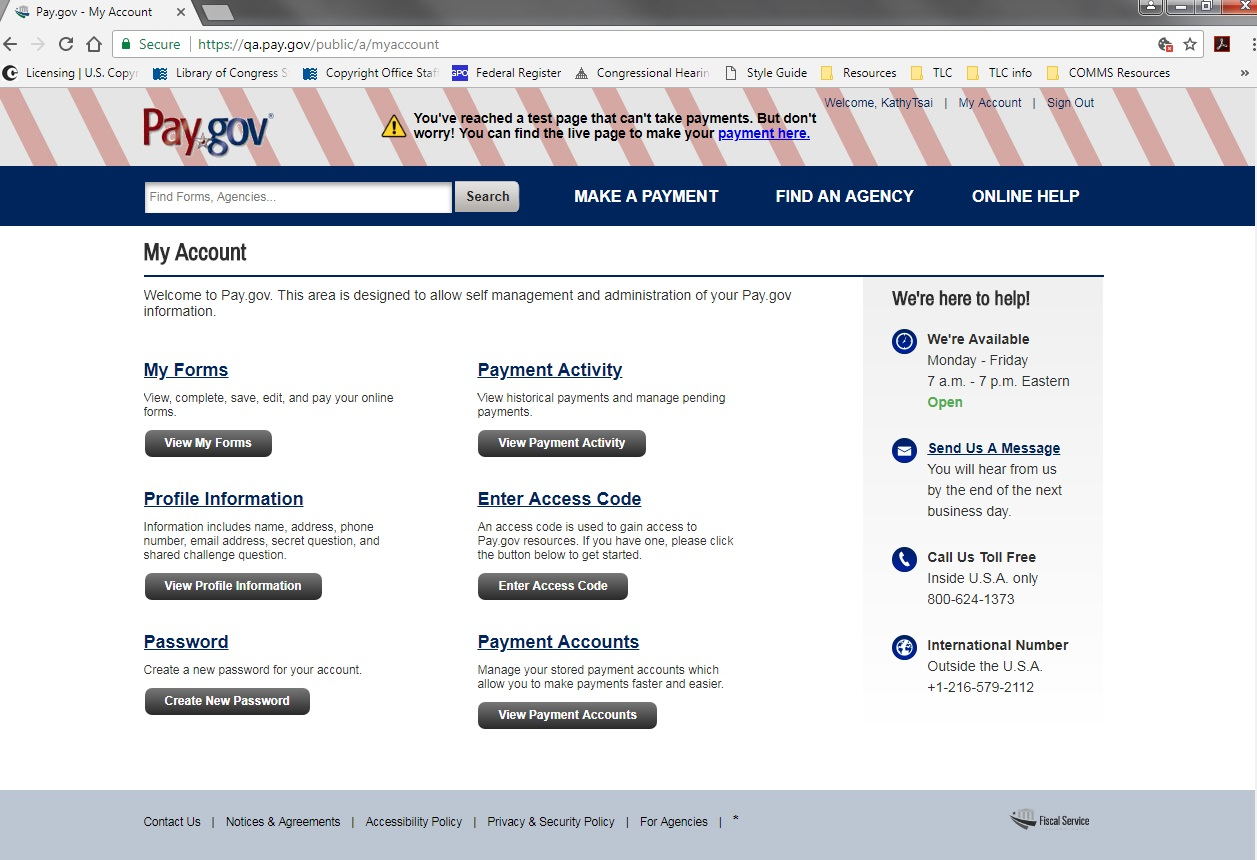 Pay.gov - My Account
Secure | https://qa.pay.gov/public/a/myaccount
Licensing | U.S. Copyr
Library of Congress S
Copyright Office Staff
GPO Federal Register
Congressional Hearin
Style Guide
Resources
TLC
TLC info
COMMS Resources
»
Welcome, KathyTsai | My Account | Sign Out
Pay.gov®
You've reached a test page that can't take payments. But don't
worry! You can find the live page to make your payment here.
Find Forms, Agencies...
Search
MAKE A PAYMENT
FIND AN AGENCY
ONLINE HELP
My Account
Welcome to Pay.gov. This area is designed to allow self management and administration of your Pay.gov
information.
My Forms
View, complete, save, edit, and pay your online
forms.
View My Forms
Payment Activity
View historical payments and manage pending
payments.
View Payment Activity
Profile Information
Information includes name, address, phone
number, email address, secret question, and
shared challenge question.
View Profile Information
Enter Access Code
An access code is used to gain access to
Pay.gov resources. If you have one, please click
the button below to get started.
Enter Access Code
Password
Create a new password for your account.
Create New Password
Payment Accounts
Manage your stored payment accounts which
allow you to make payments faster and easier.
View Payment Accounts
We're here to help!
We're Available
Monday - Friday
7 a.m. - 7 p.m. Eastern
Open
Send Us A Message
You will hear from us
by the end of the next
business day.
Call Us Toll Free
Inside U.S.A. only
800-624-1373
International Number
Outside the U.S.A.
+1-216-579-2112
Contact Us | Notices & Agreements | Accessibility Policy | Privacy & Security Policy | For Agencies | *
Fiscal Service